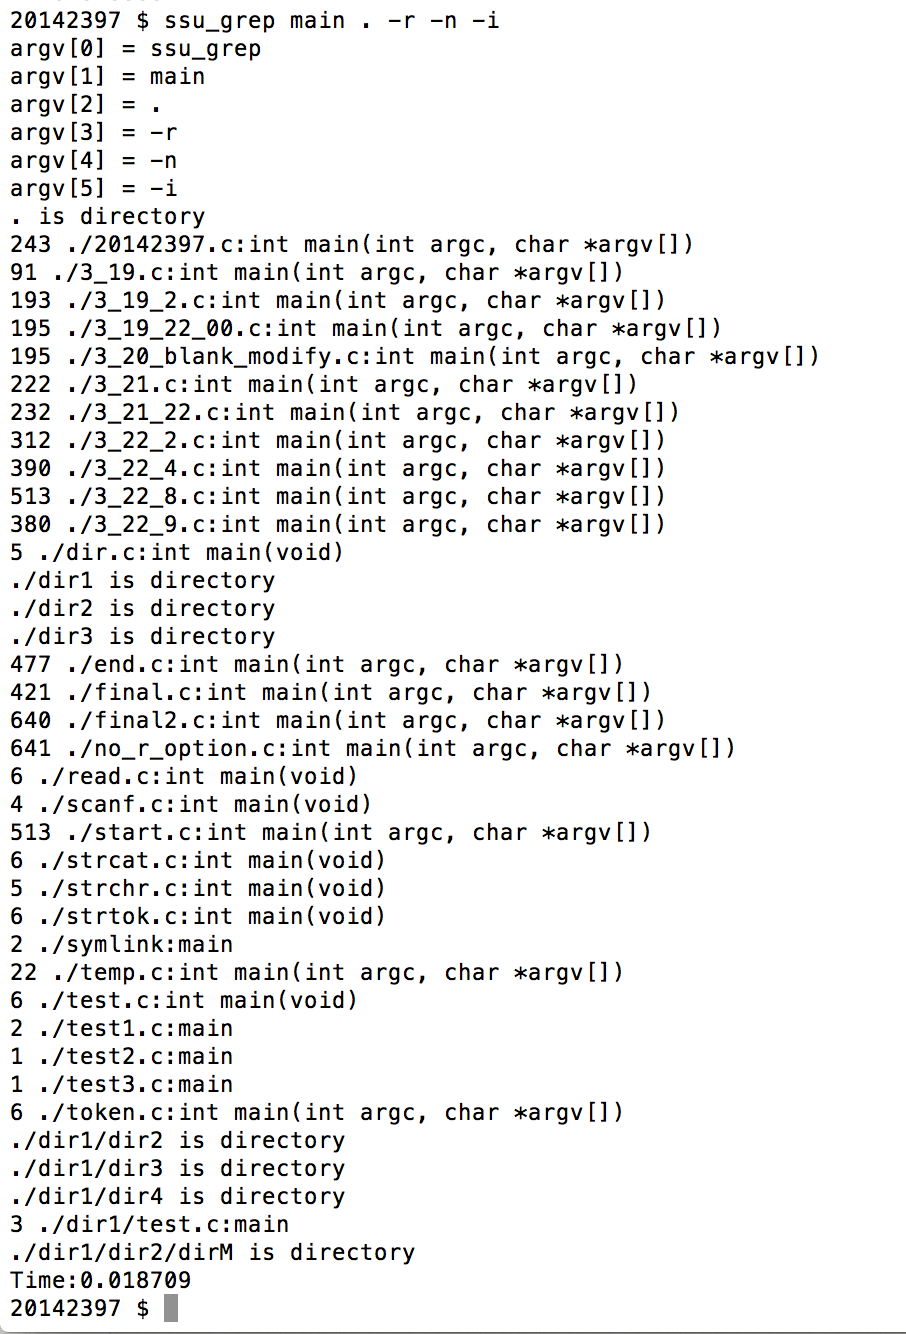 20142397 $ ssu_grep main . -r -n -i
argv[0] = ssu_grep
argv[1] = main
argv[2] = .
argv[3] = -r
argv[4] = -n
argv[5] = -i
. is directory
243 ./20142397.c:int main(int argc, char *argv[])
91 ./3_19.c:int main(int argc, char *argv[])
193 ./3_19_2.c:int main(int argc, char *argv[])
195 ./3_19_22_00.c:int main(int argc, char *argv[])
195 ./3_20_blank_modify.c:int main(int argc, char *argv[])
222 ./3_21.c:int main(int argc, char *argv[])
232 ./3_21_22.c:int main(int argc, char *argv[])
312 ./3_22_2.c:int main(int argc, char *argv[])
390 ./3_22_4.c:int main(int argc, char *argv[])
513 ./3_22_8.c:int main(int argc, char *argv[])
380 ./3_22_9.c:int main(int argc, char *argv[])
5 ./dir.c:int main(void)
./dir1 is directory
./dir2 is directory
./dir3 is directory
477 ./end.c:int main(int argc, char *argv[])
421 ./final.c:int main(int argc, char *argv[])
640 ./final2.c:int main(int argc, char *argv[])
641 ./no_r_option.c:int main(int argc, char *argv[])
6 ./read.c:int main(void)
4 ./scanf.c:int main(void)
513 ./start.c:int main(int argc, char *argv[])
6 ./strcat.c:int main(void)
5 ./strchr.c:int main(void)
6 ./strtok.c:int main(void)
2 ./symlink:main
22 ./temp.c:int main(int argc, char *argv[])
6 ./test.c:int main(void)
2 ./test1.c:main
1 ./test2.c:main
1 ./test3.c:main
6 ./token.c:int main(int argc, char *argv[])
./dir1/dir2 is directory
./dir1/dir3 is directory
./dir1/dir4 is directory
3 ./dir1/test.c:main
./dir1/dir2/dirM is directory
Time:0.018709
20142397 $